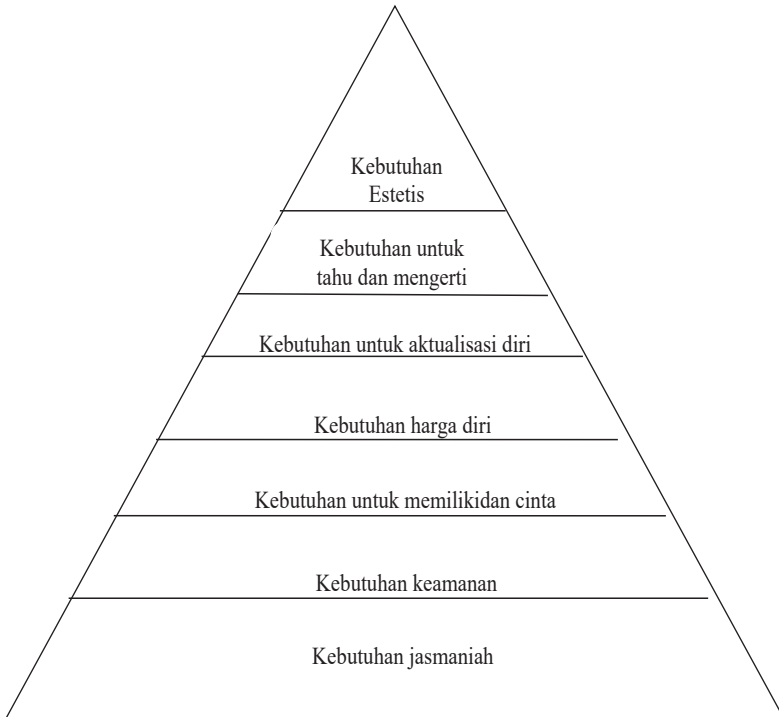 Kebutuhan
Estetis
Kebutuhan untuk
tahu dan mengerti
Kebutuhan untuk aktualisasi diri
Kebutuhan harga diri
Kebutuhan untuk memilikidan cinta
Kebutuhan keamanan
Kebutuhan jasmaniah